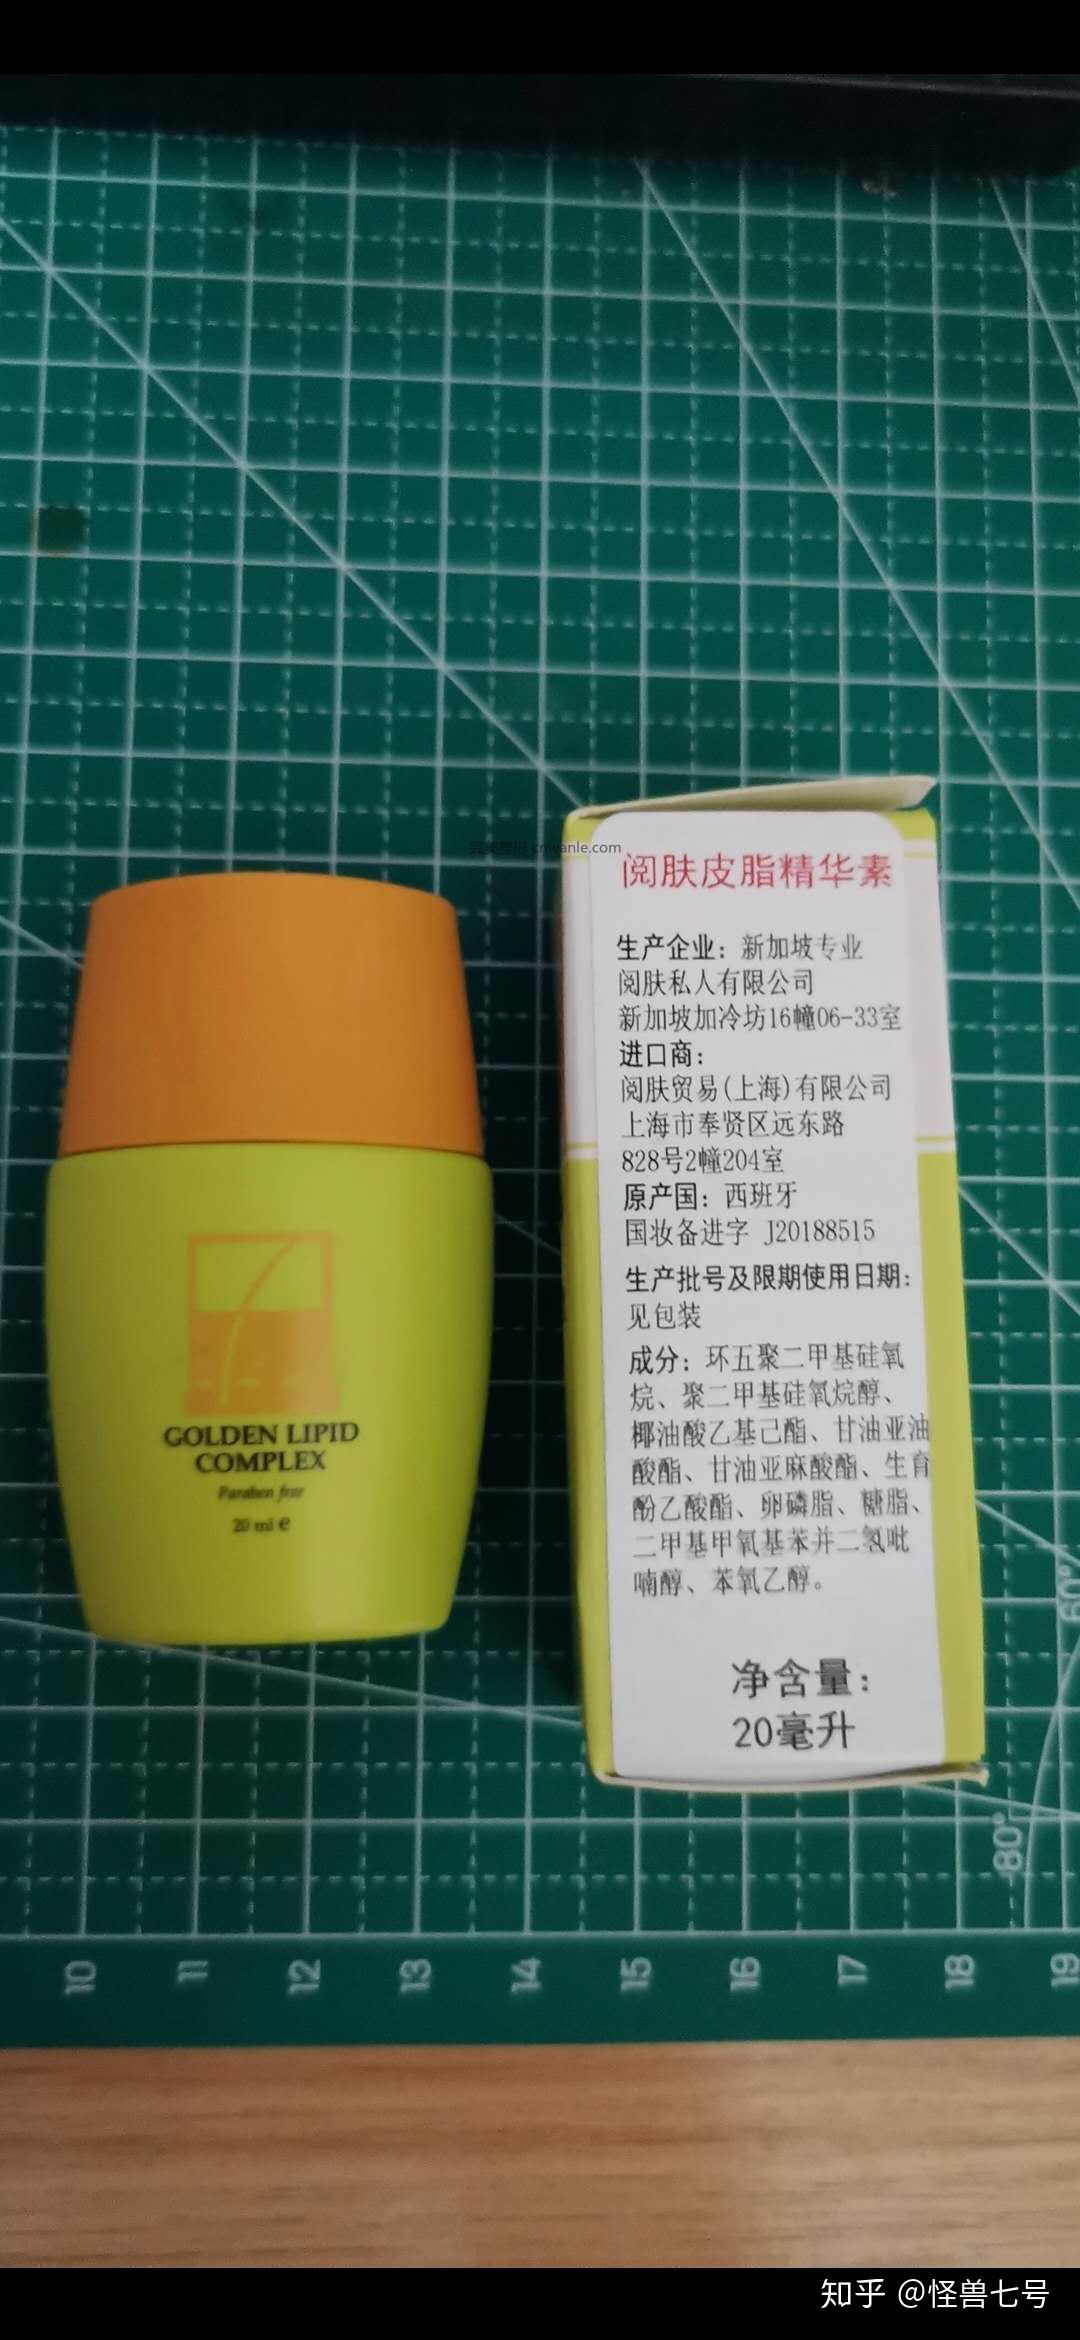 完美整形 cnwanle.com
阅肤皮脂精华素
生产企业：新加坡专业
阅肤私人有限公司
新加坡加冷坊16幢06-33室
进口商：
阅肤贸易(上海)有限公司
上海市奉贤区远东路
828号2幢204室
原产国：西班牙
国妆备进字 J20188515
生产批号及限期使用日期：
见包装
成分：环五聚二甲基硅氧
烷、聚二甲基硅氧烷醇、
椰油酸乙基己酯、甘油亚油
酸酯、甘油亚麻酸酯、生育
酚乙酸酯、卵磷脂、糖脂、
二甲基甲氧基苯并二氢吡
喃醇、苯氧乙醇。
净含量：
20毫升
GOLDEN LIPID
COMPLEX
Paraben free
20 ml e
60°
80°
10 11 12 13 14 15 16 17 18 19
知乎 @怪兽七号